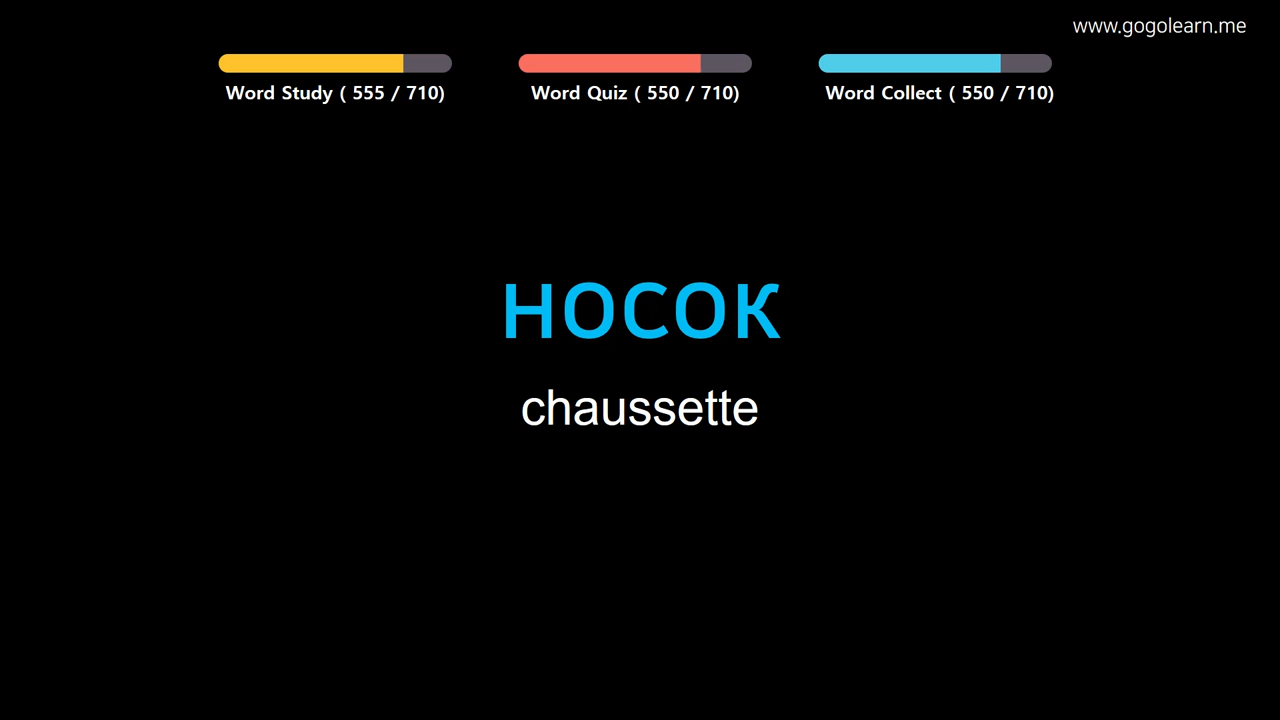 www.gogolearn.me
Word Study ( 555 / 710)
Word Quiz ( 550 / 710)
Word Collect ( 550 / 710)
носок
chaussette